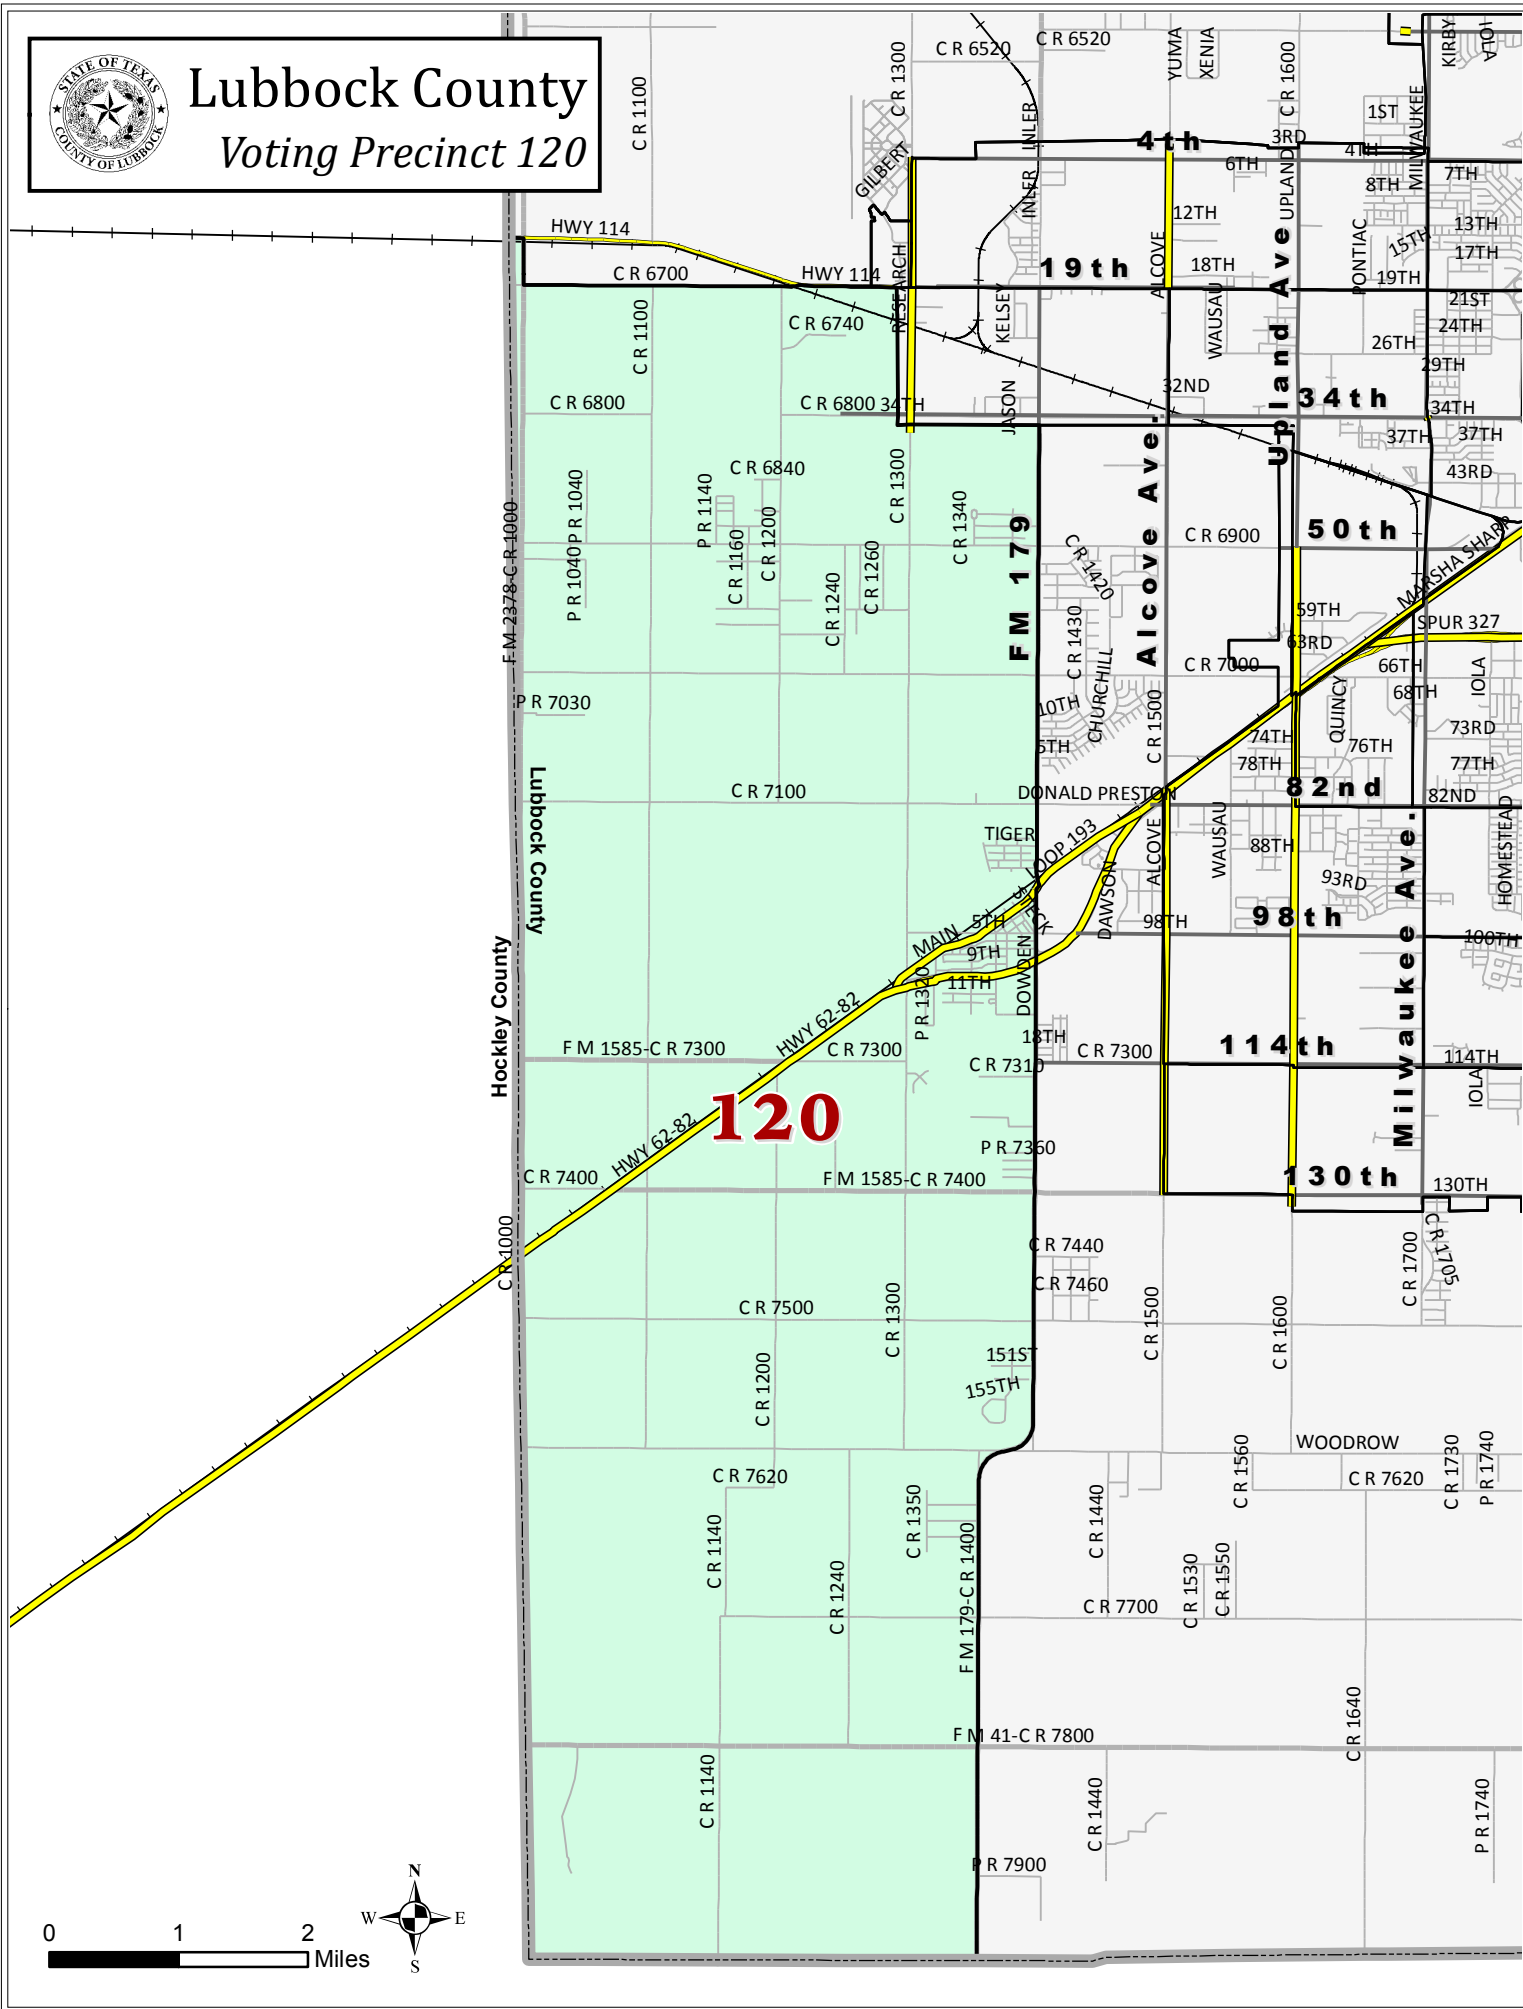 STATE OF TEXAS
COUNTY OF LUBBOCK
Lubbock County
Voting Precinct 120
C R 1100
C R 1300
C R 6520
C R 6520
YUMA
XENIA
C R 1600
KIRBY
IOLA
1ST
MILWAUKEE
INLER
4th
3RD
4TH
6TH
7TH
8TH
GILBERT
INLER
UPLAND
12TH
13TH
15TH
17TH
HWY 114
C R 6700
HWY 114
RESEARCH
19th
ALCOVE
18TH
Upland Ave
PONTIAC
19TH
21ST
C R 1100
C R 6740
KELSEY
WAUSAU
24TH
26TH
29TH
C R 6800
C R 6800
34TH
JASON
32ND
34th
34TH
37TH
37TH
43RD
F M 2378-C R 1000
P R 1040
P R 1040
P R 1140
C R 6840
C R 1200
C R 1160
C R 1240
C R 1260
C R 1300
C R 1340
FM 179
C R 1420
C R 1430
Alcove Ave.
C R 6900
50th
MARSHA SHARP
59TH
63RD
SPUR 327
C R 7000
66TH
68TH
IOLA
P R 7030
10TH
CHURCHILL
5TH
C R 1500
QUINCY
73RD
74TH
76TH
78TH
77TH
Lubbock County
Hockley County
C R 7100
DONALD PRESTON
82nd
82ND
TIGER
LOOP 193
ALCOVE
WAUSAU
88TH
93RD
Milwaukee Ave.
HOMESTEAD
MAIN
5TH
9TH
11TH
DOWDEN
DAWSON
98TH
98th
100TH
P R 1320
HWY 62-82
F M 1585-C R 7300
C R 7300
18TH
C R 7300
114th
114TH
C R 7310
IOLA
120
HWY 62-82
P R 7360
C R 7400
F M 1585-C R 7400
130th
130TH
C R 1000
C R 7440
C R 7460
C R 1700
C R 1705
C R 7500
C R 1300
C R 1500
C R 1600
C R 1200
151ST
155TH
WOODROW
C R 7620
C R 1560
C R 7620
C R 1730
P R 1740
C R 1140
C R 1350
C R 1440
C R 1240
F M 179-C R 1400
C R 1530
C R 1550
C R 7700
F M 41-C R 7800
C R 1640
C R 1140
C R 1440
P R 1740
P R 7900
N
W
E
S
0 1 2
Miles